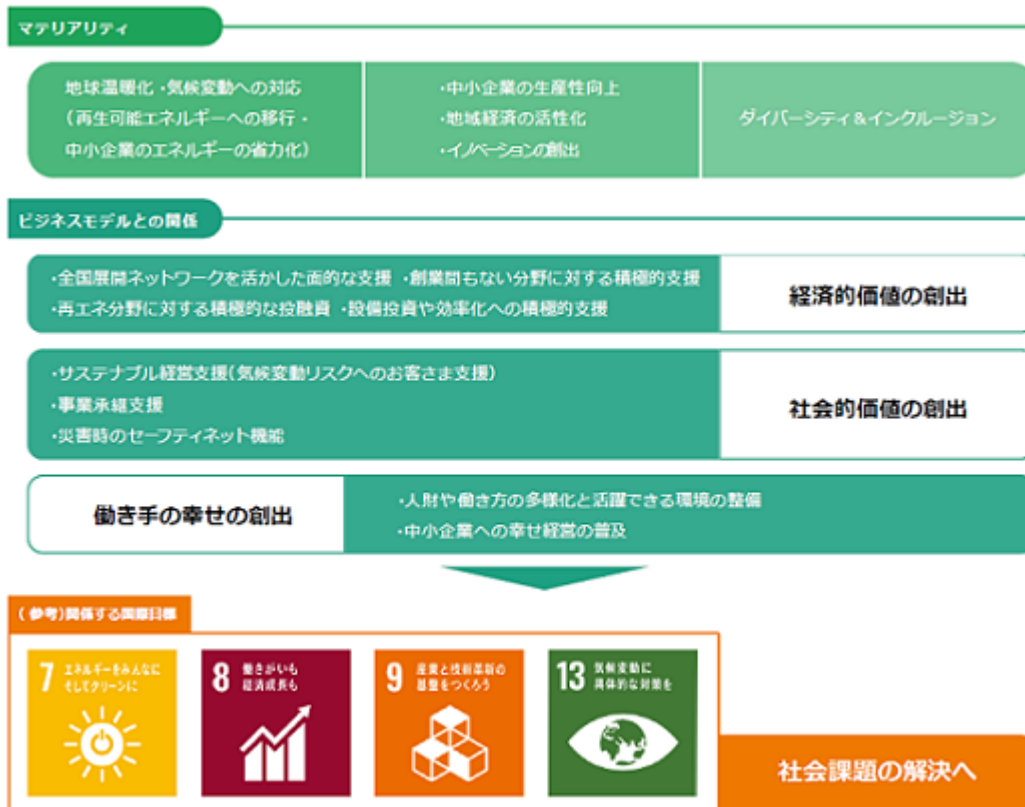 マテリアリティ
地球温暖化・気候変動への対応
(再生可能エネルギーへの移行・
中小企業のエネルギーの省力化)
・中小企業の生産性向上
・地域経済の活性化
・イノベーションの創出
ダイバーシティ&インクルージョン
ビジネスモデルとの関係
・全国展開ネットワークを活かした面的な支援 ・創業間もない分野に対する積極的支援
・再エネ分野に対する積極的な投融資 ・設備投資や効率化への積極的支援
経済的価値の創出
・サステナブル経営支援(気候変動リスクへのお客さま支援)
・事業承継支援
・災害時のセーフティネット機能
社会的価値の創出
働き手の幸せの創出
・人財や働き方の多様化と活躍できる環境の整備
・中小企業への幸せ経営の普及
(参考)関係する国際目標
7 エネルギーをみんなに
そしてクリーンに
8 働きがいも
経済成長も
9 産業と技術革新の
基盤をつくろう
13 気候変動に
具体的な対策を
社会課題の解決へ